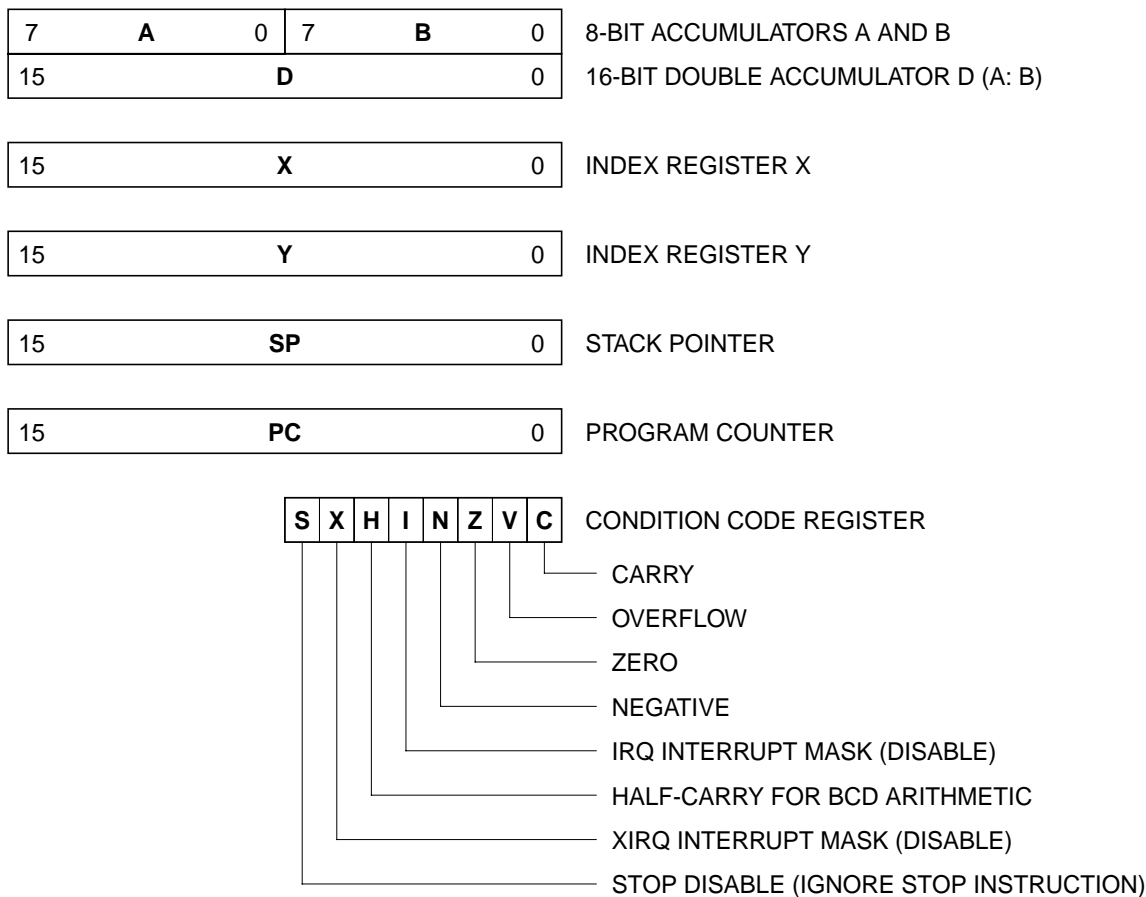 7 A 0 7 B 0 8-BIT ACCUMULATORS A AND B
15 D 0 16-BIT DOUBLE ACCUMULATOR D (A: B)
15 X 0 INDEX REGISTER X
15 Y 0 INDEX REGISTER Y
15 SP 0 STACK POINTER
15 PC 0 PROGRAM COUNTER
S X H I N Z V C CONDITION CODE REGISTER
CARRY
OVERFLOW
ZERO
NEGATIVE
IRQ INTERRUPT MASK (DISABLE)
HALF-CARRY FOR BCD ARITHMETIC
XIRQ INTERRUPT MASK (DISABLE)
STOP DISABLE (IGNORE STOP INSTRUCTION)